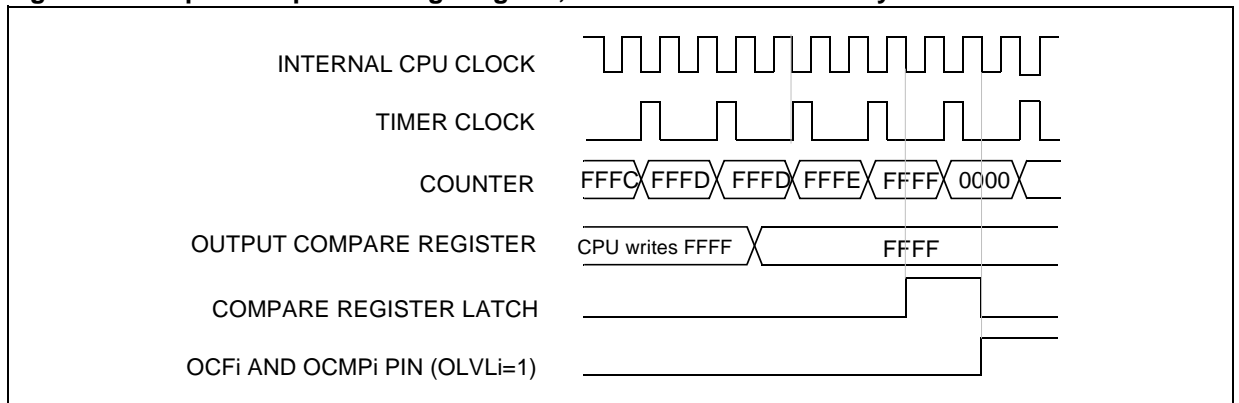 INTERNAL CPU CLOCK
TIMER CLOCK
COUNTER FFFC FFFD FFFD FFFE FFFF 0000
OUTPUT COMPARE REGISTER CPU writes FFFF FFFF
COMPARE REGISTER LATCH
OCFi AND OCMPi PIN (OLVLi=1)